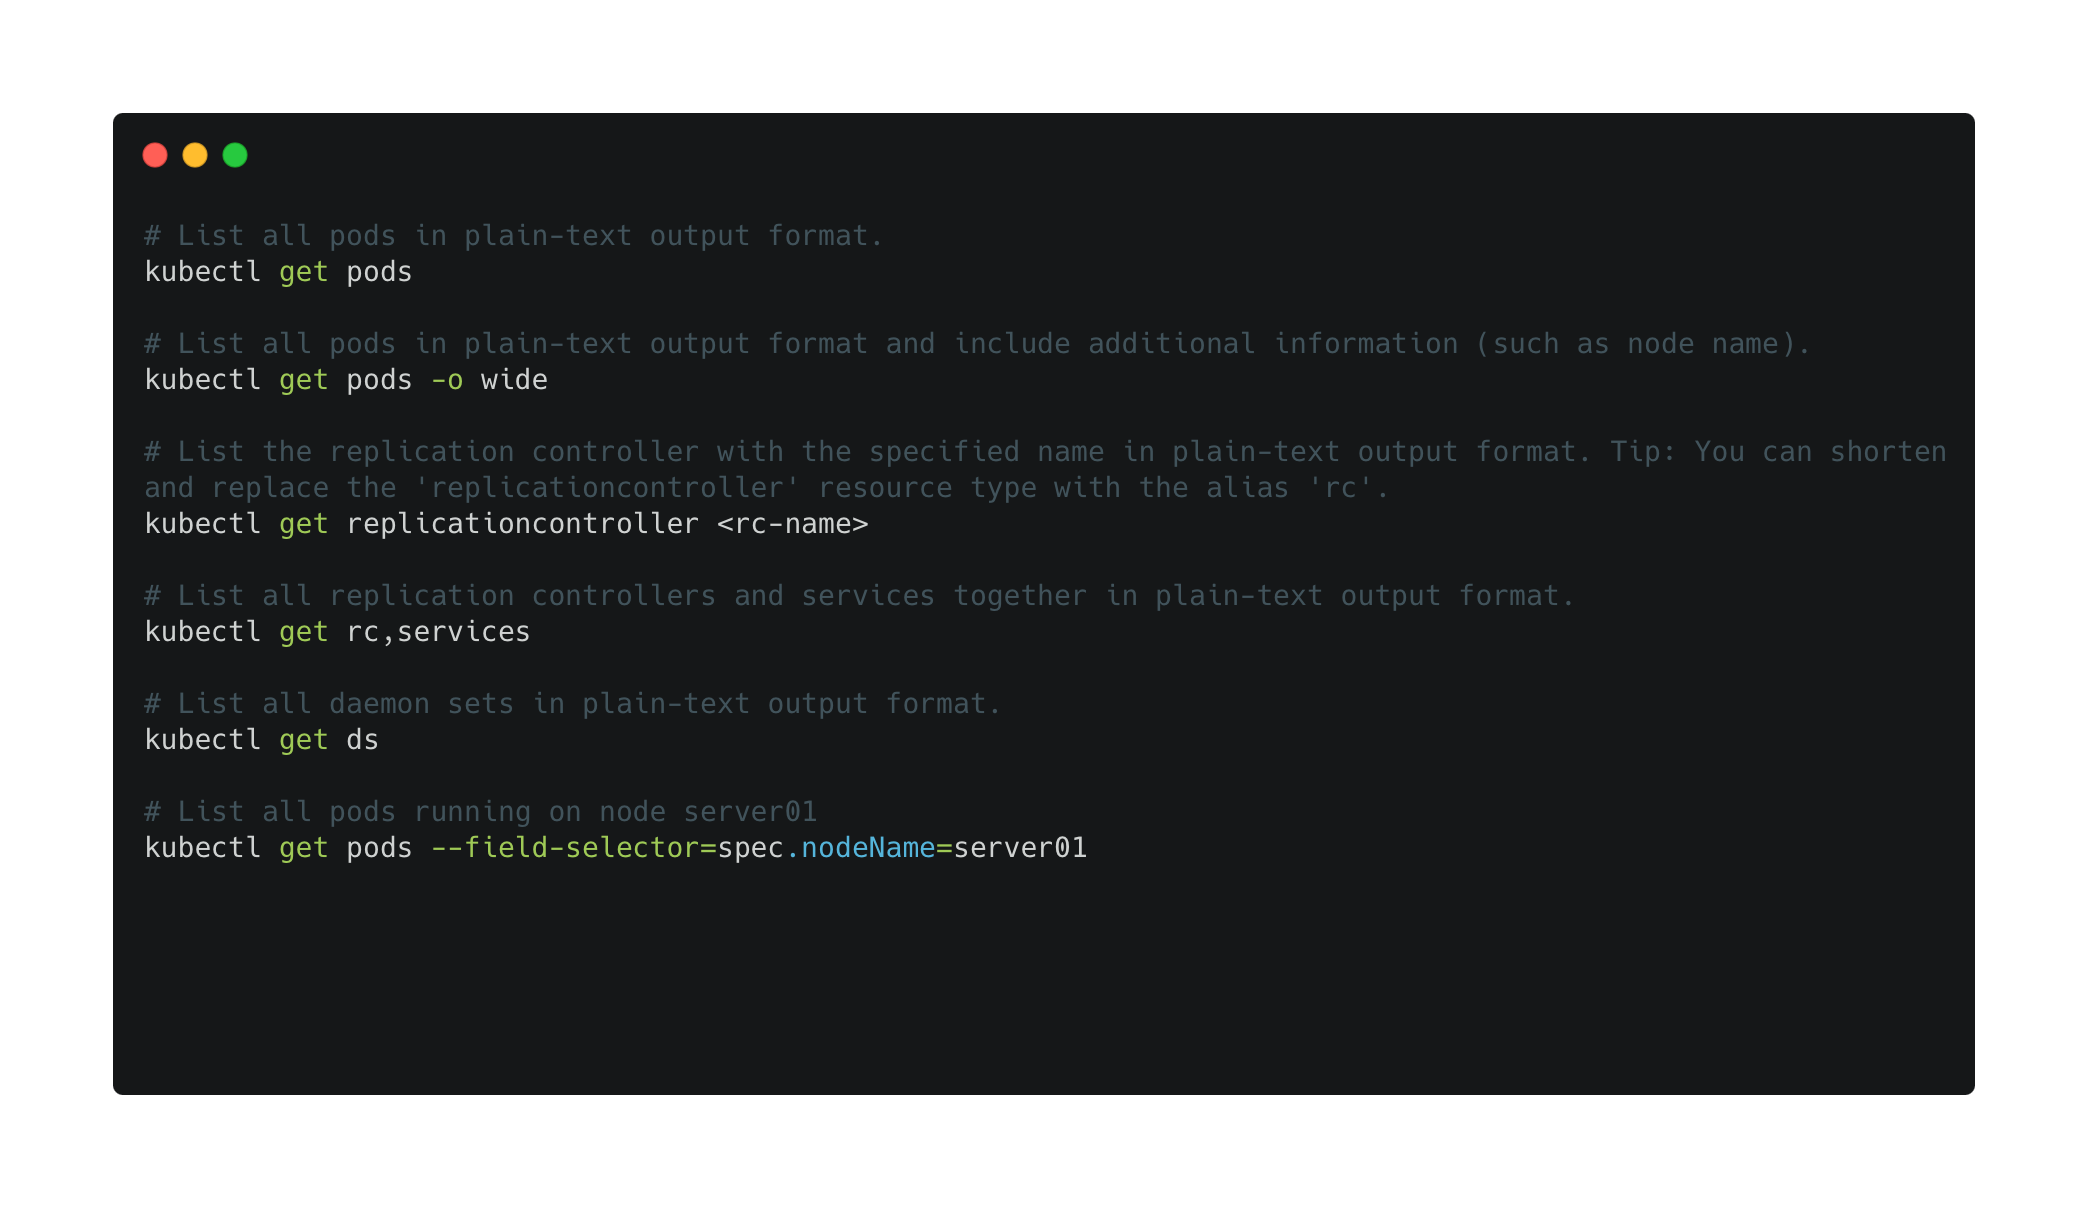 # List all pods in plain-text output format.
kubectl get pods
# List all pods in plain-text output format and include additional information (such as node name).
kubectl get pods -o wide
# List the replication controller with the specified name in plain-text output format. Tip: You can shorten
and replace the 'replicationcontroller' resource type with the alias 'rc'.
kubectl get replicationcontroller <rc-name>
# List all replication controllers and services together in plain-text output format.
kubectl get rc,services
# List all daemon sets in plain-text output format.
kubectl get ds
# List all pods running on node server01
kubectl get pods --field-selector=spec.nodeName=server01